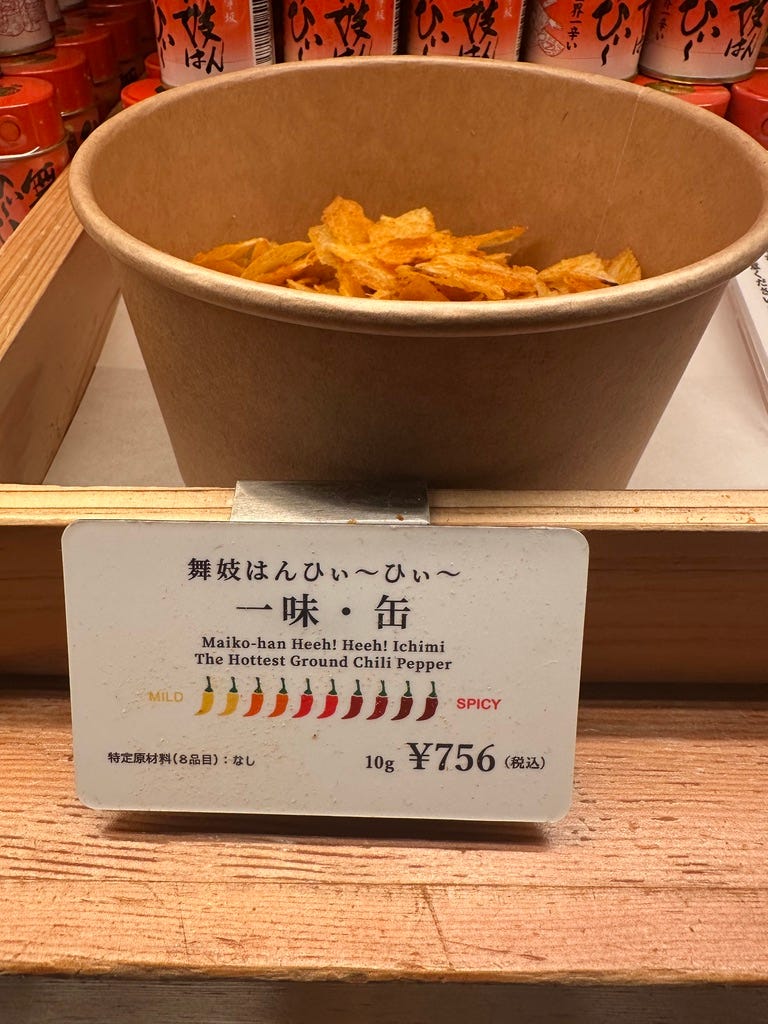 舞妓はんひぃ〜ひぃ〜
一味・缶
Maiko-han Heeh! Heeh! Ichimi
The Hottest Ground Chili Pepper
MILD SPICY
特定原材料(8品目):なし
10g ¥756(税込)